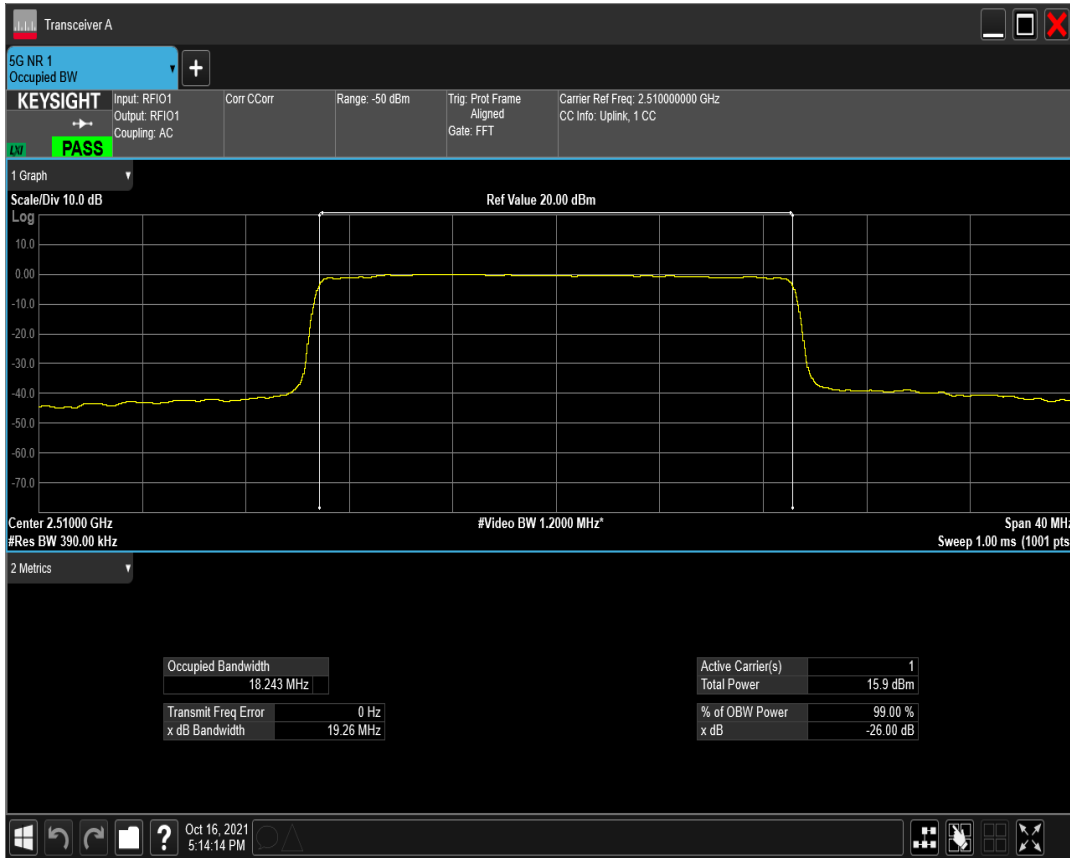 Transceiver A
5G NR 1
Occupied BW
KEYSIGHT
LXI
PASS
Input: RFIO1
Output: RFIO1
Coupling: AC
Corr CCorr
Range: -50 dBm
Trig: Prot Frame
Aligned
Gate: FFT
Carrier Ref Freq: 2.510000000 GHz
CC Info: Uplink, 1 CC
1 Graph
Scale/Div 10.0 dB
Ref Value 20.00 dBm
Log
10.0
0.00
-10.0
-20.0
-30.0
-40.0
-50.0
-60.0
-70.0
Center 2.51000 GHz
#Video BW 1.2000 MHz*
Span 40 MHz
#Res BW 390.00 kHz
Sweep 1.00 ms (1001 pts
2 Metrics
Occupied Bandwidth
18.243 MHz
Transmit Freq Error 0 Hz
x dB Bandwidth 19.26 MHz
Active Carrier(s) 1
Total Power 15.9 dBm
% of OBW Power 99.00 %
x dB -26.00 dB
?
Oct 16, 2021
5:14:14 PM